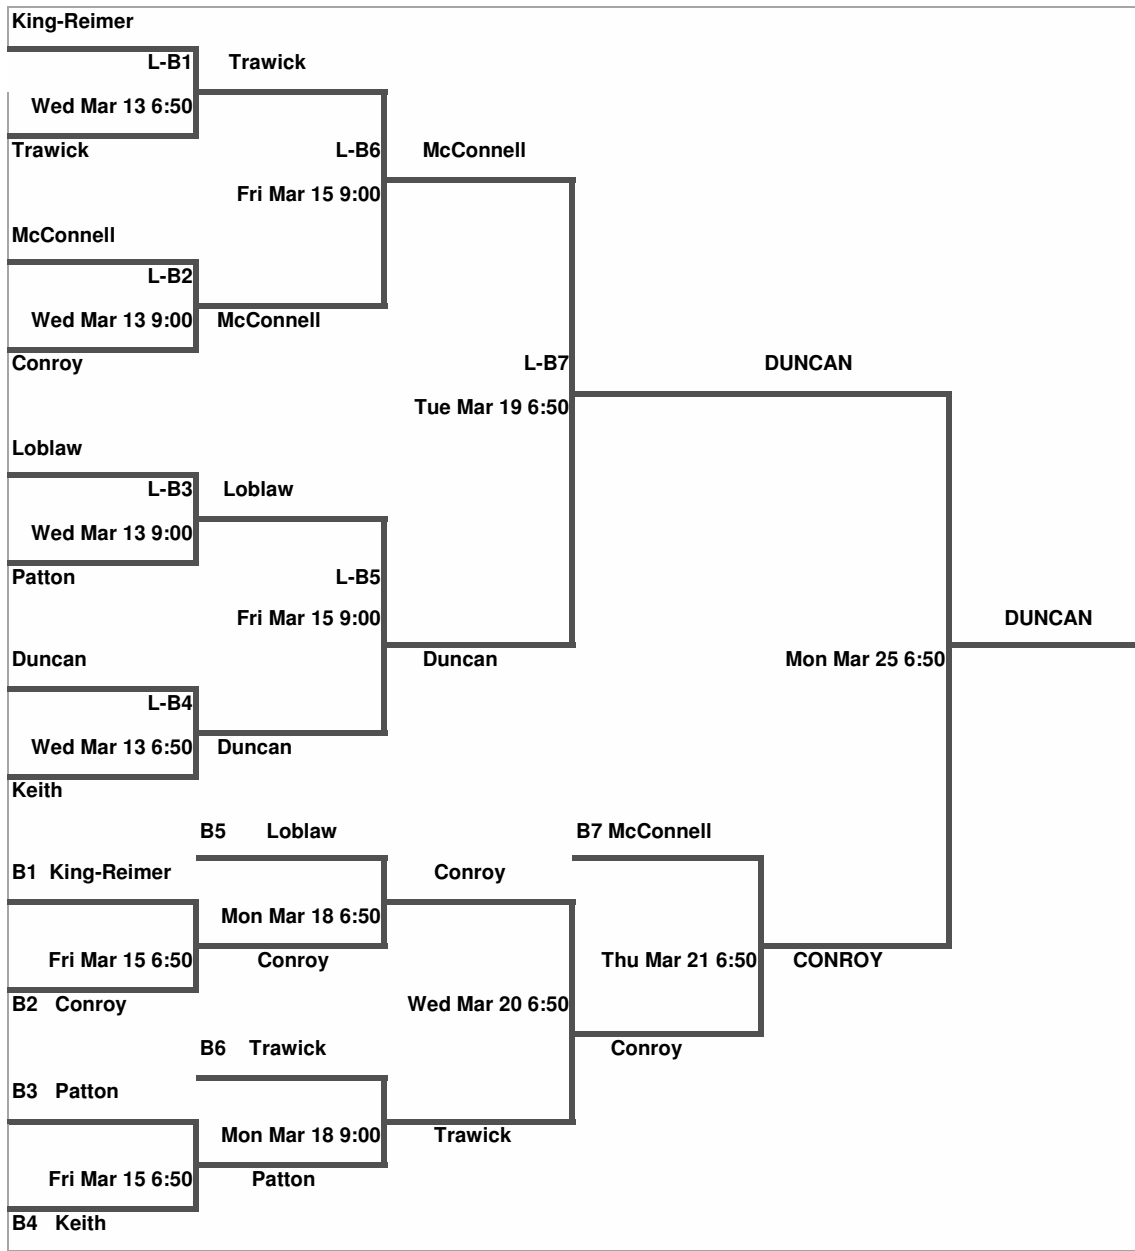 King-Reimer
L-B1 Trawick
Wed Mar 13 6:50
Trawick L-B6 McConnell
Fri Mar 15 9:00
McConnell
L-B2
Wed Mar 13 9:00 McConnell
Conroy L-B7 DUNCAN
Tue Mar 19 6:50
Loblaw
L-B3 Loblaw
Wed Mar 13 9:00
Patton L-B5
Fri Mar 15 9:00 DUNCAN
Duncan Duncan Mon Mar 25 6:50
L-B4
Wed Mar 13 6:50 Duncan
Keith
B5 Loblaw B7 McConnell
B1 King-Reimer Conroy
Mon Mar 18 6:50
Fri Mar 15 6:50 Conroy Thu Mar 21 6:50 CONROY
B2 Conroy Wed Mar 20 6:50
B6 Trawick Conroy
B3 Patton
Mon Mar 18 9:00 Trawick
Fri Mar 15 6:50 Patton
B4 Keith